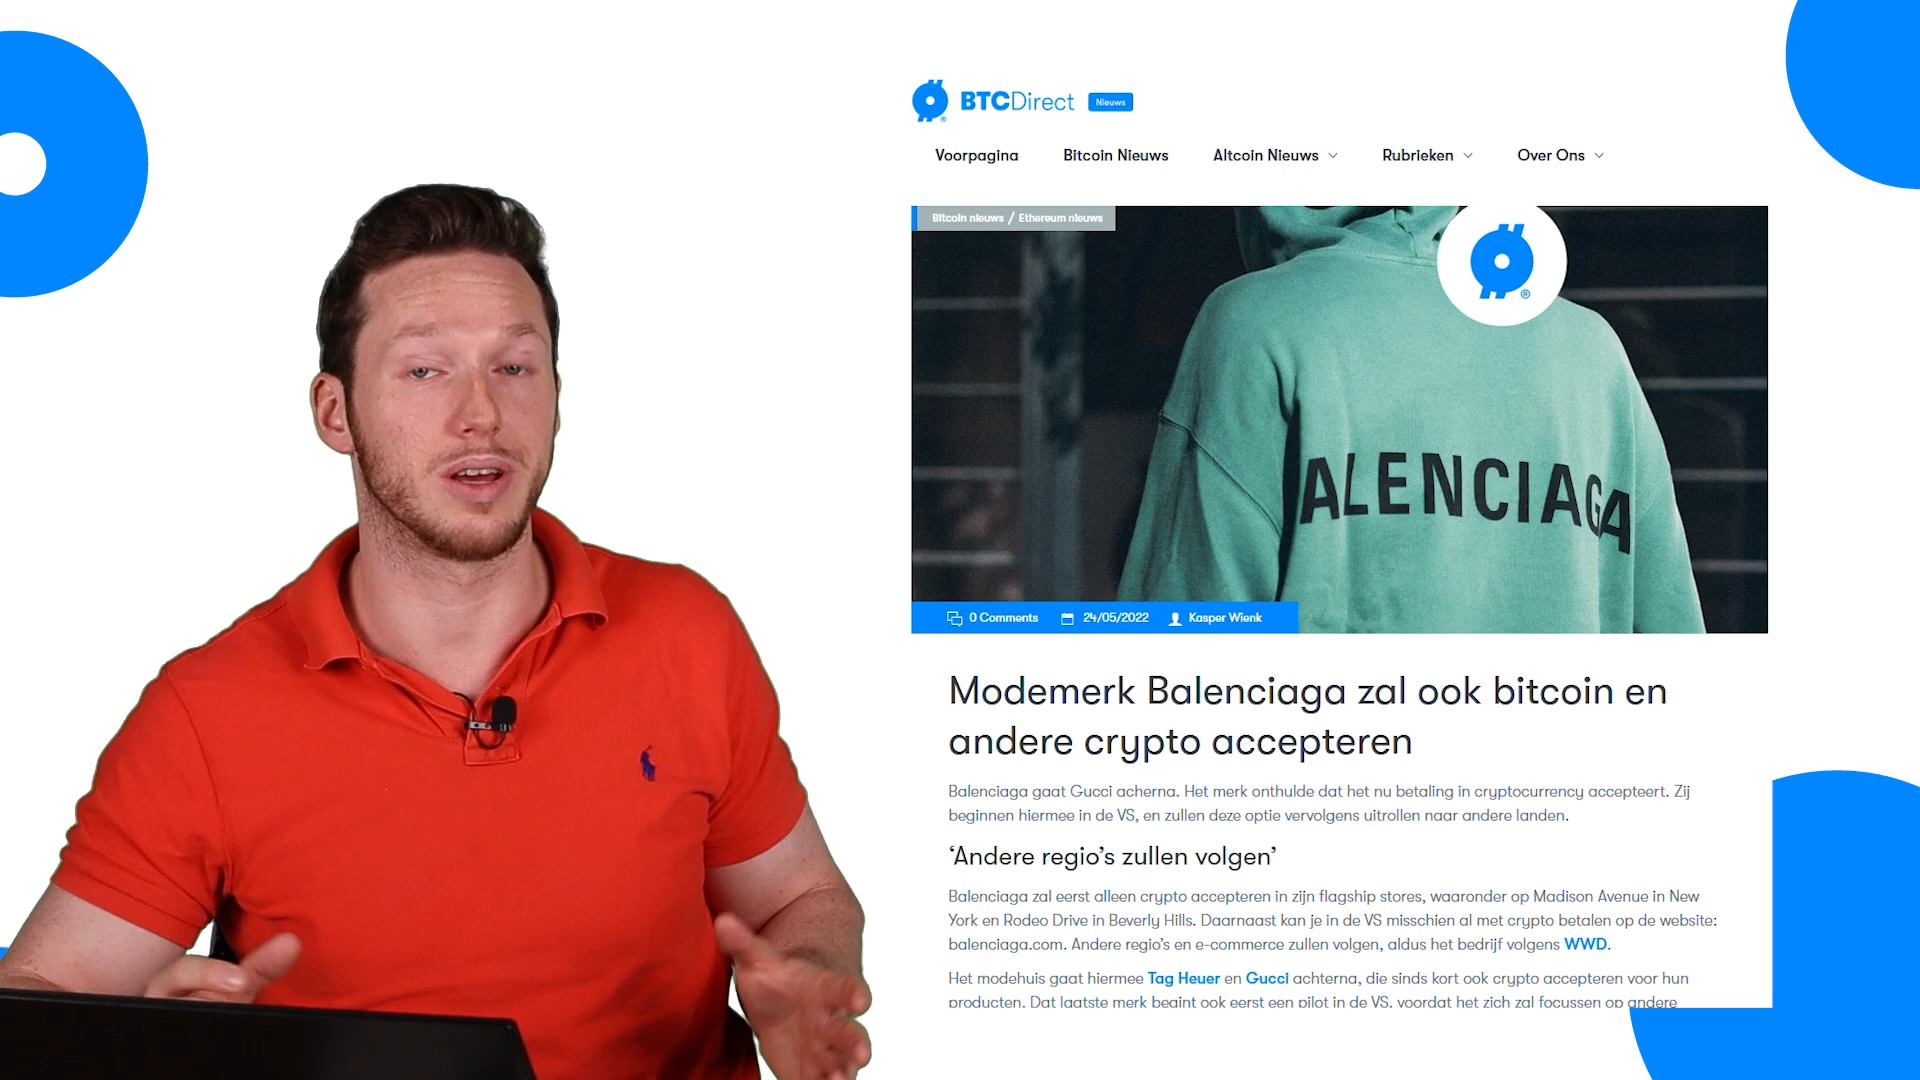 BTCDirect Nieuws
Voorpagina Bitcoin Nieuws Altcoin Nieuws Rubrieken Over Ons
Bitcoin nieuws / Ethereum nieuws
®
ALENCIAGA
0 Comments 24/05/2022 Kasper Wienk
Modemerk Balenciaga zal ook bitcoin en
andere crypto accepteren
Balenciaga gaat Gucci acherna. Het merk onthulde dat het nu betaling in cryptocurrency accepteert. Zij
beginnen hiermee in de VS, en zullen deze optie vervolgens uitrollen naar andere landen.
‘Andere regio’s zullen volgen’
Balenciaga zal eerst alleen crypto accepteren in zijn flagship stores, waaronder op Madison Avenue in New
York en Rodeo Drive in Beverly Hills. Daarnaast kan je in de VS misschien al met crypto betalen op de website:
balenciaga.com. Andere regio’s en e-commerce zullen volgen, aldus het bedrijf volgens WWD.
Het modehuis gaat hiermee Tag Heuer en Gucci achterna, die sinds kort ook crypto accepteren voor hun
producten. Dat laatste merk begint ook eerst een pilot in de VS, voordat het zich zal focussen op andere